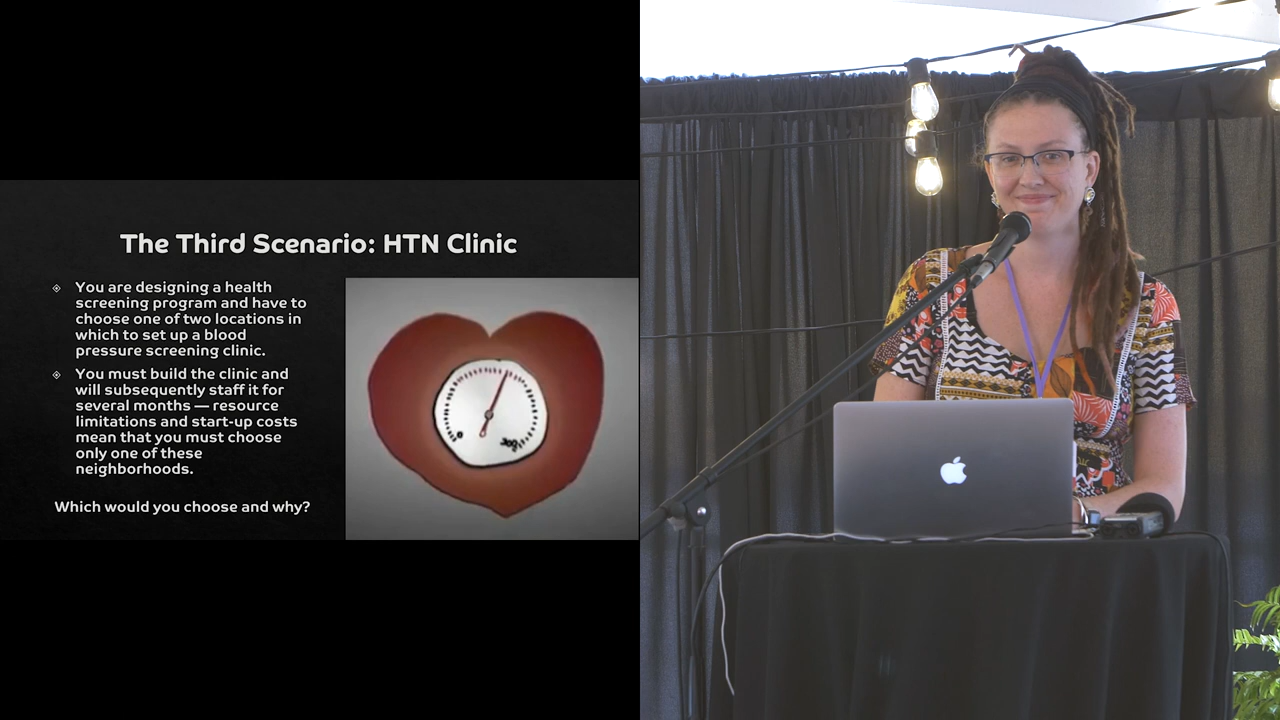 The Third Scenario: HTN Clinic
You are designing a health
screening program and have to
choose one of two locations in
which to set up a blood
pressure screening clinic.
You must build the clinic and
will subsequently staff it for
several months — resource
limitations and start-up costs
mean that you must choose
only one of these
neighborhoods.
Which would you choose and why?
0
300